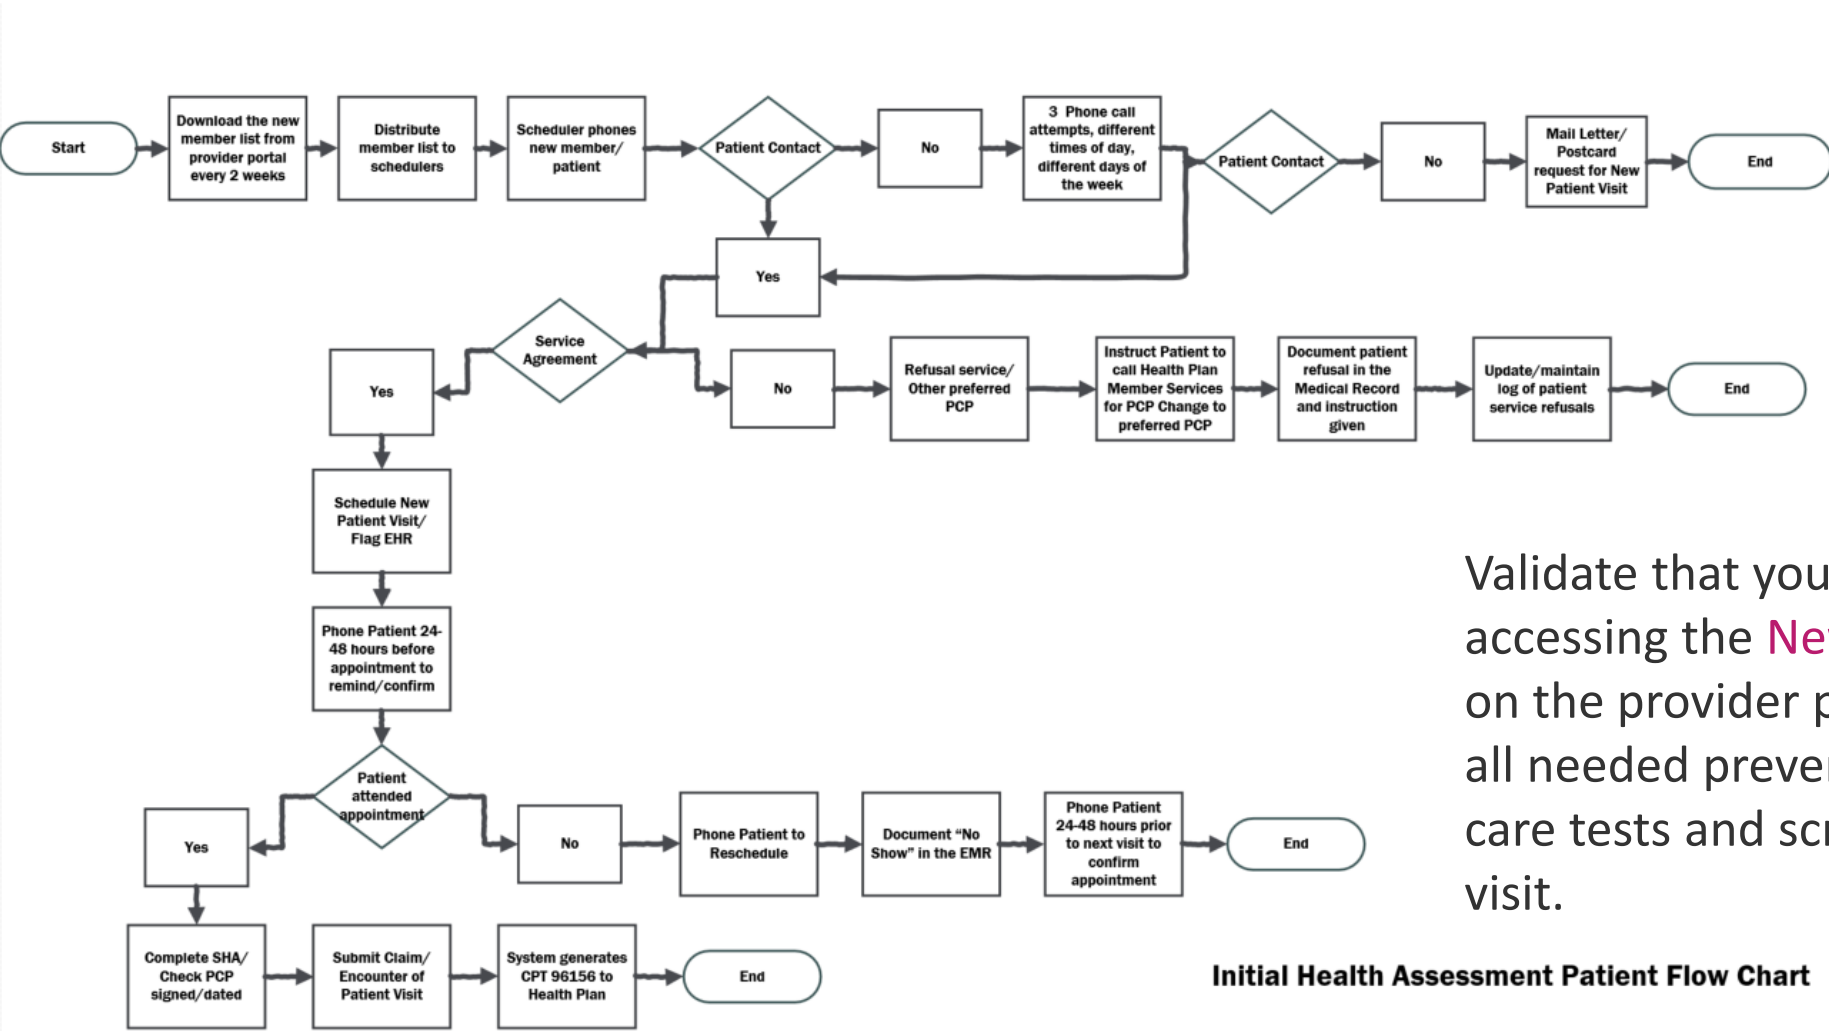 Start
Download the new
member list from
provider portal
every 2 weeks
Distribute
member list to
schedulers
Scheduler phones
new member/
patient
Patient Contact
No
3 Phone call
attempts, different
times of day,
different days of
the week
Patient Contact
No
Mail Letter/
Postcard
request for New
Patient Visit
End
Yes
Service
Agreement
Yes
No
Refusal service/
Other preferred
PCP
Instruct Patient to
call Health Plan
Member Services
for PCP Change to
preferred PCP
Document patient
refusal in the
Medical Record
and instruction
given
Update/maintain
log of patient
service refusals
End
Schedule New
Patient Visit/
Flag EHR
Phone Patient 24-
48 hours before
appointment to
remind/confirm
Patient
attended
appointment
Yes
No
Phone Patient to
Reschedule
Document “No
Show” in the EMR
Phone Patient
24-48 hours prior
to next visit to
confirm
appointment
End
Complete SHA/
Check PCP
signed/dated
Submit Claim/
Encounter of
Patient Visit
System generates
CPT 96156 to
Health Plan
End
Validate that you
accessing the
on the provider
all needed
care tests and
visit.
Initial Health Assessment Patient Flow Chart